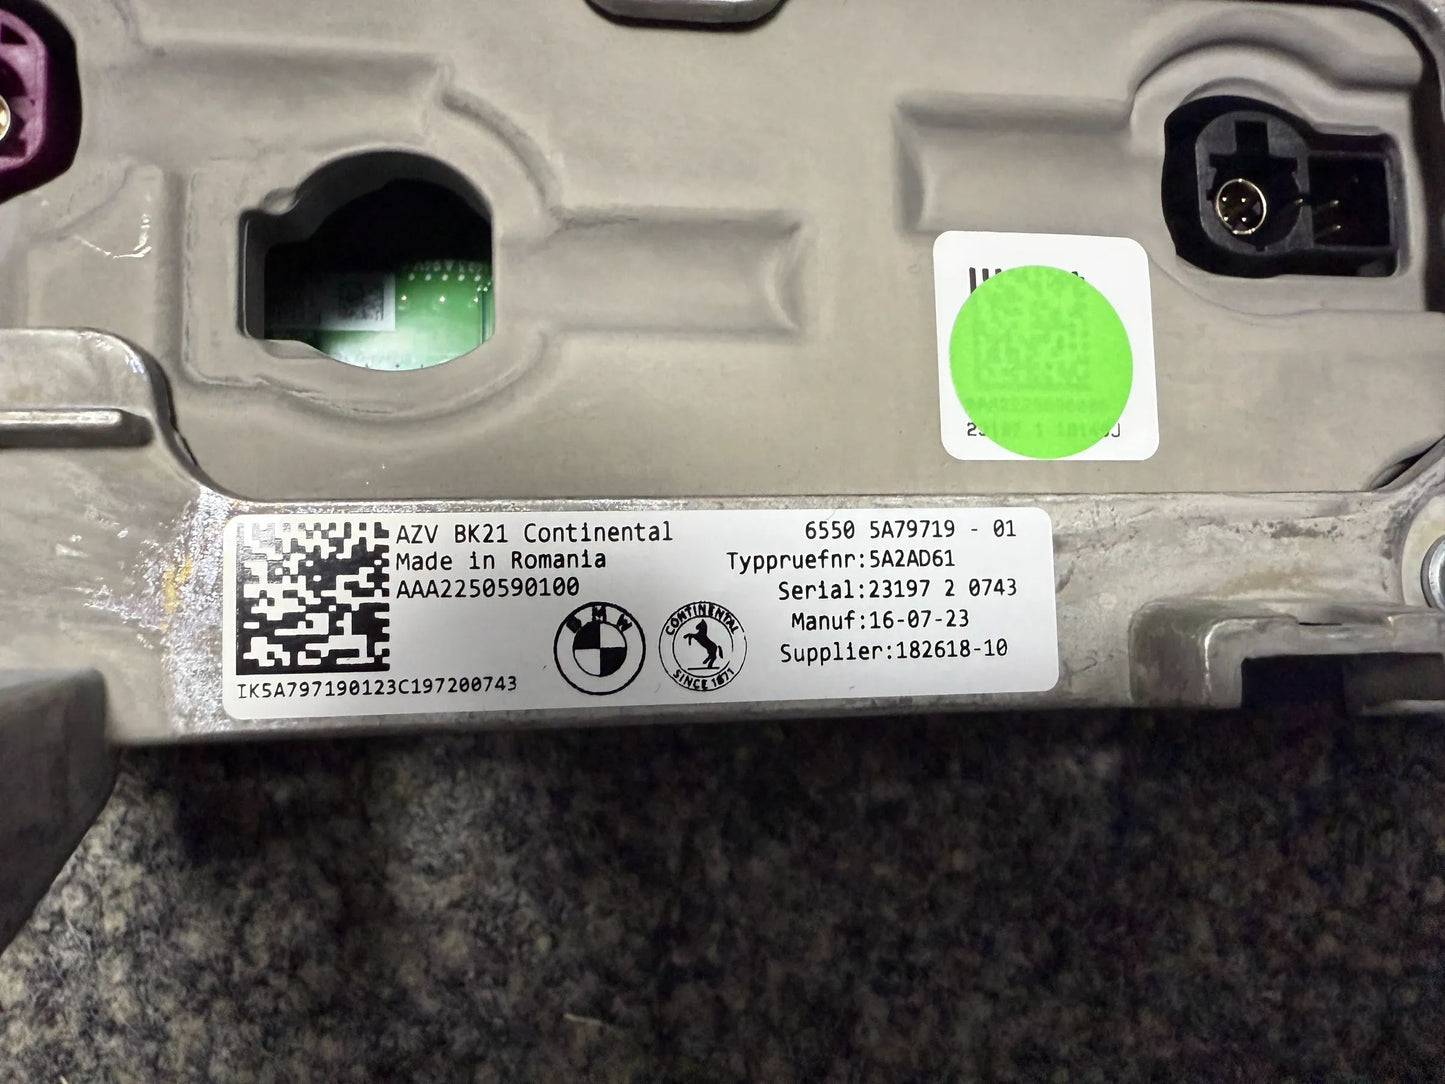 AZV BK21 Continental
Made in Romania
AAA2250590100
6550 5A79719 - 01
Typpruefnr:5A2AD61
Serial:23197 2 0743
Manuf:16-07-23
Supplier:182618-10
BMW
CONTINENTAL
SINCE 1871
IK5A797190123C197200743